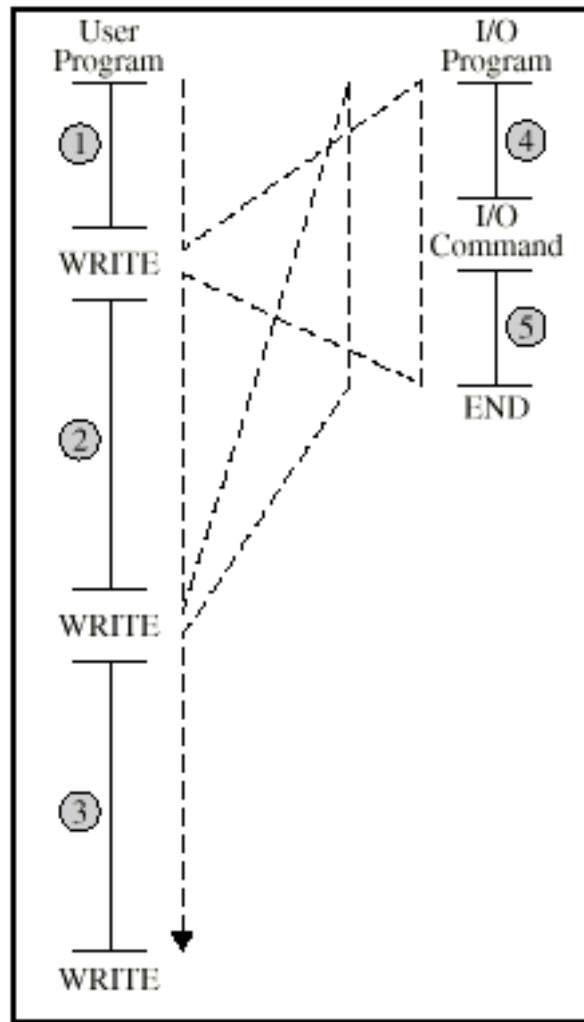 User
Program
1
WRITE
2
WRITE
3
WRITE
I/O
Program
4
I/O
Command
5
END